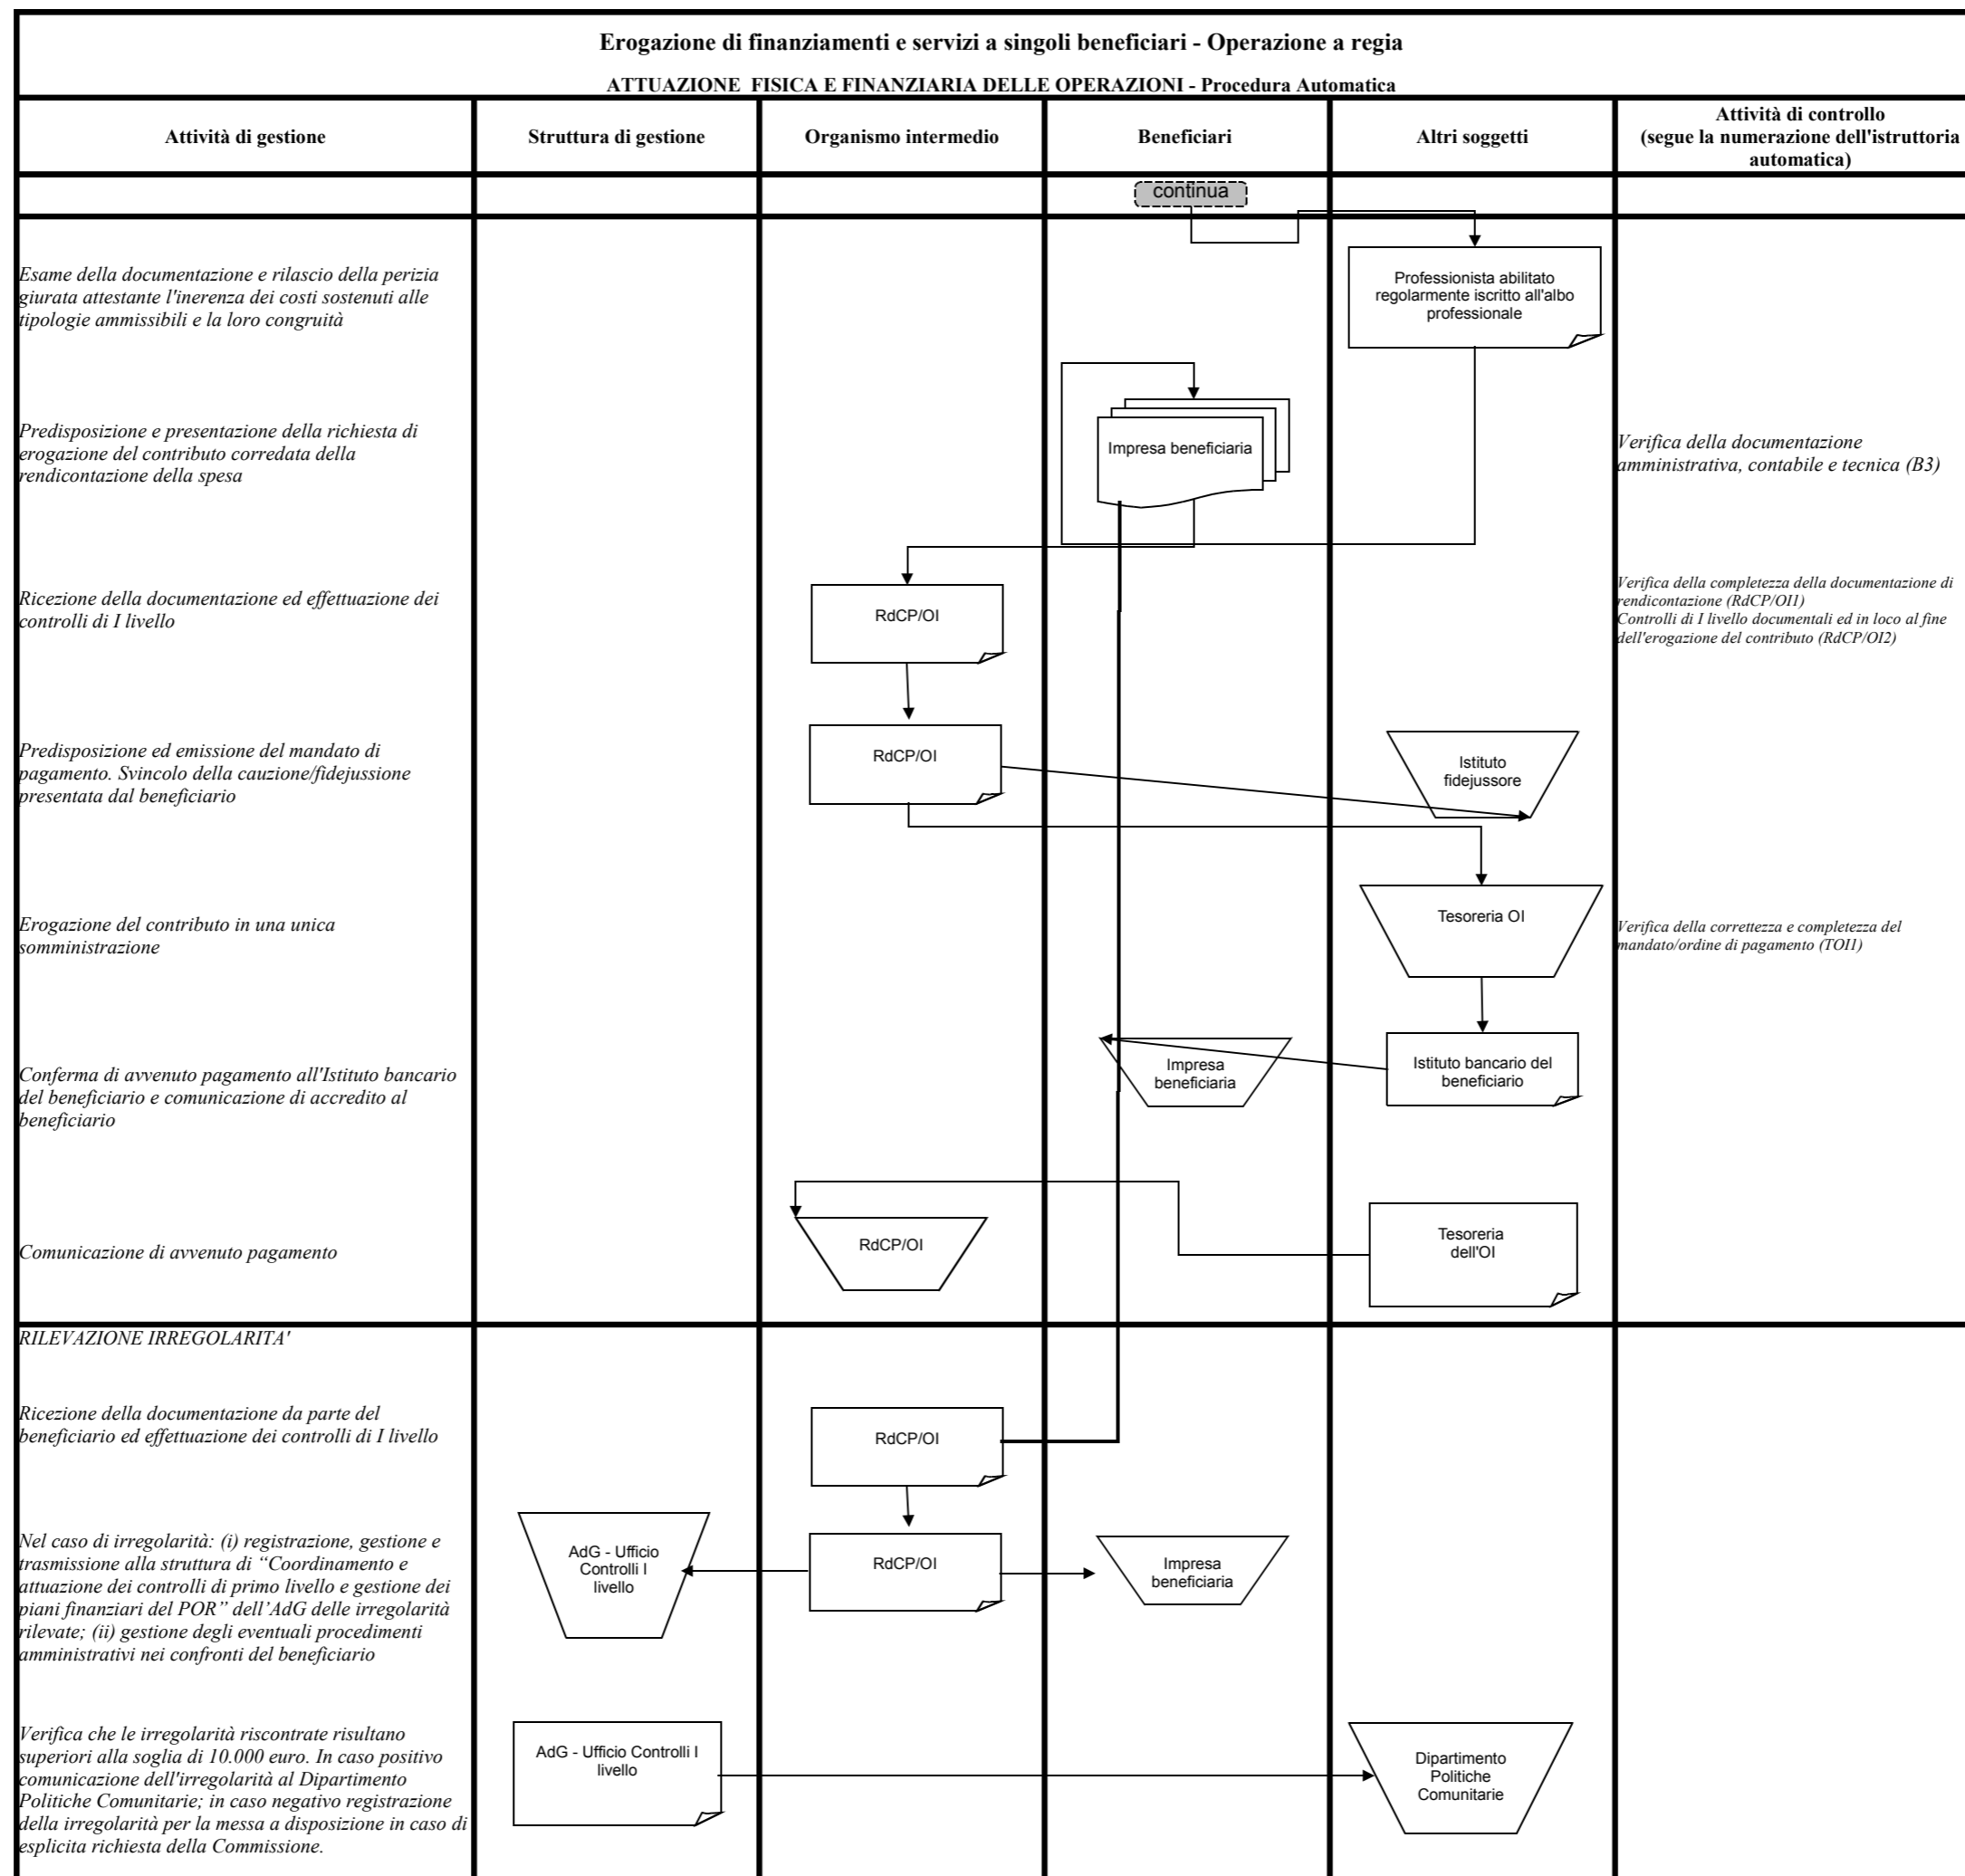 Erogazione di finanziamenti e servizi a singoli beneficiari - Operazione a regia
ATTUAZIONE FISICA E FINANZIARIA DELLE OPERAZIONI - Procedura Automatica
Attività di gestione
Struttura di gestione
Organismo intermedio
Beneficiari
Altri soggetti
Attività di controllo
(segue la numerazione dell'istruttoria
automatica)
continua
Esame della documentazione e rilascio della perizia
giurata attestante l'inerenza dei costi sostenuti alle
tipologie ammissibili e la loro congruità
Professionista abilitato
regolarmente iscritto all'albo
professionale
Predisposizione e presentazione della richiesta di
erogazione del contributo corredata della
rendicontazione della spesa
Impresa beneficiaria
Verifica della documentazione
amministrativa, contabile e tecnica (B3)
Ricezione della documentazione ed effettuazione dei
controlli di I livello
RdCP/OI
Verifica della completezza della documentazione di
rendicontazione (RdCP/OI1)
Controlli di I livello documentali ed in loco al fine
dell'erogazione del contributo (RdCP/OI2)
Predisposizione ed emissione del mandato di
pagamento. Svincolo della cauzione/fidejussione
presentata dal beneficiario
RdCP/OI
Istituto
fidejussore
Erogazione del contributo in una unica
somministrazione
Tesoreria OI
Verifica della correttezza e completezza del
mandato/ordine di pagamento (TOI1)
Conferma di avvenuto pagamento all'Istituto bancario
del beneficiario e comunicazione di accredito al
beneficiario
Impresa
beneficiaria
Istituto bancario del
beneficiario
Comunicazione di avvenuto pagamento
RdCP/OI
Tesoreria
dell'OI
RILEVAZIONE IRREGOLARITA'
Ricezione della documentazione da parte del
beneficiario ed effettuazione dei controlli di I livello
RdCP/OI
Nel caso di irregolarità: (i) registrazione, gestione e
trasmissione alla struttura di “Coordinamento e
attuazione dei controlli di primo livello e gestione dei
piani finanziari del POR” dell’AdG delle irregolarità
rilevate; (ii) gestione degli eventuali procedimenti
amministrativi nei confronti del beneficiario
AdG - Ufficio
Controlli I
livello
RdCP/OI
Impresa
beneficiaria
Verifica che le irregolarità riscontrate risultano
superiori alla soglia di 10.000 euro. In caso positivo
comunicazione dell'irregolarità al Dipartimento
Politiche Comunitarie; in caso negativo registrazione
della irregolarità per la messa a disposizione in caso di
esplicita richiesta della Commissione.
AdG - Ufficio Controlli I
livello
Dipartimento
Politiche
Comunitarie